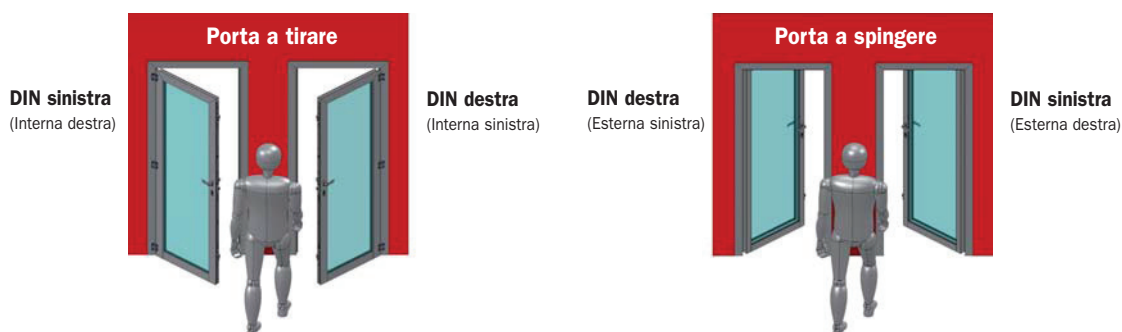 Porta a tirare
DIN sinistra
(Interna destra)
DIN destra
(Interna sinistra)
Porta a spingere
DIN destra
(Esterna sinistra)
DIN sinistra
(Esterna destra)